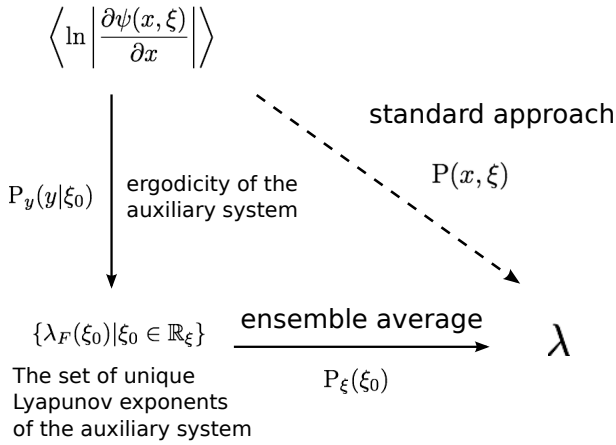 ⟨ ln | ∂ψ(x, ξ) / ∂x | ⟩
standard approach
P(x, ξ)
P_y(y|ξ_0)
ergodicity of the
auxiliary system
{λ_F(ξ_0)|ξ_0 ∈ ℝ_ξ}
ensemble average
λ
P_ξ(ξ_0)
The set of unique
Lyapunov exponents
of the auxiliary system